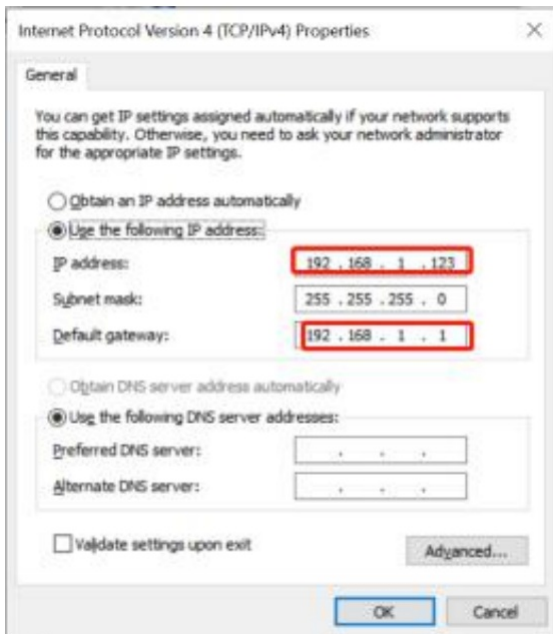 Internet Protocol Version 4 (TCP/IPv4) Properties
General
You can get IP settings assigned automatically if your network supports
this capability. Otherwise, you need to ask your network administrator
for the appropriate IP settings.
Obtain an IP address automatically
Use the following IP address:
IP address: 192 . 168 . 1 . 123
Subnet mask: 255 . 255 . 255 . 0
Default gateway: 192 . 168 . 1 . 1
Obtain DNS server address automatically
Use the following DNS server addresses:
Preferred DNS server: . . .
Alternate DNS server: . . .
Validate settings upon exit
Advanced...
OK Cancel